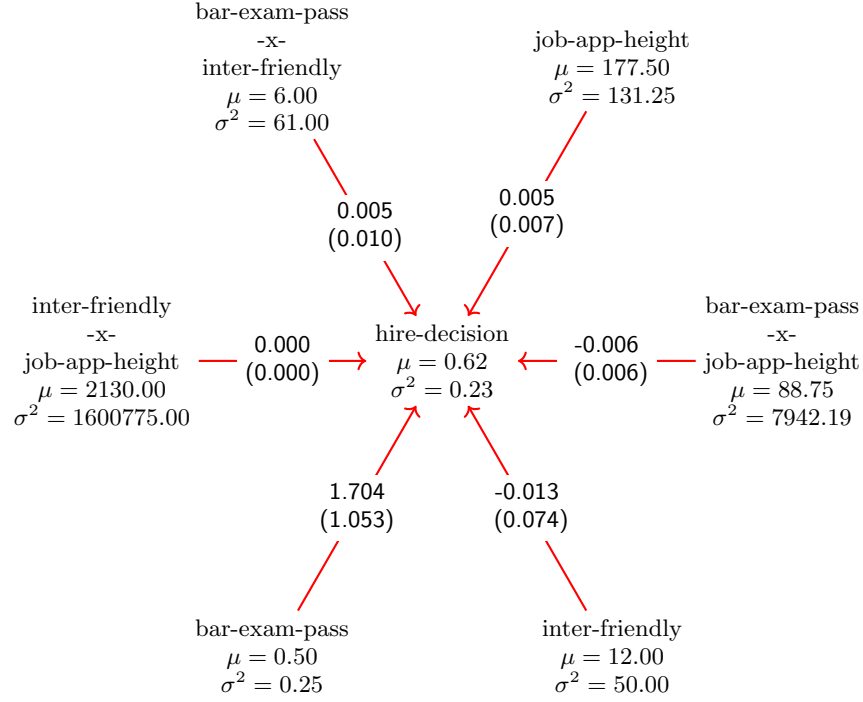 bar-exam-pass
-x-
inter-friendly
μ = 6.00
σ² = 61.00
job-app-height
μ = 177.50
σ² = 131.25
0.005
(0.010)
0.005
(0.007)
inter-friendly
-x-
job-app-height
μ = 2130.00
σ² = 1600775.00
0.000
(0.000)
hire-decision
μ = 0.62
σ² = 0.23
-0.006
(0.006)
bar-exam-pass
-x-
job-app-height
μ = 88.75
σ² = 7942.19
1.704
(1.053)
-0.013
(0.074)
bar-exam-pass
μ = 0.50
σ² = 0.25
inter-friendly
μ = 12.00
σ² = 50.00